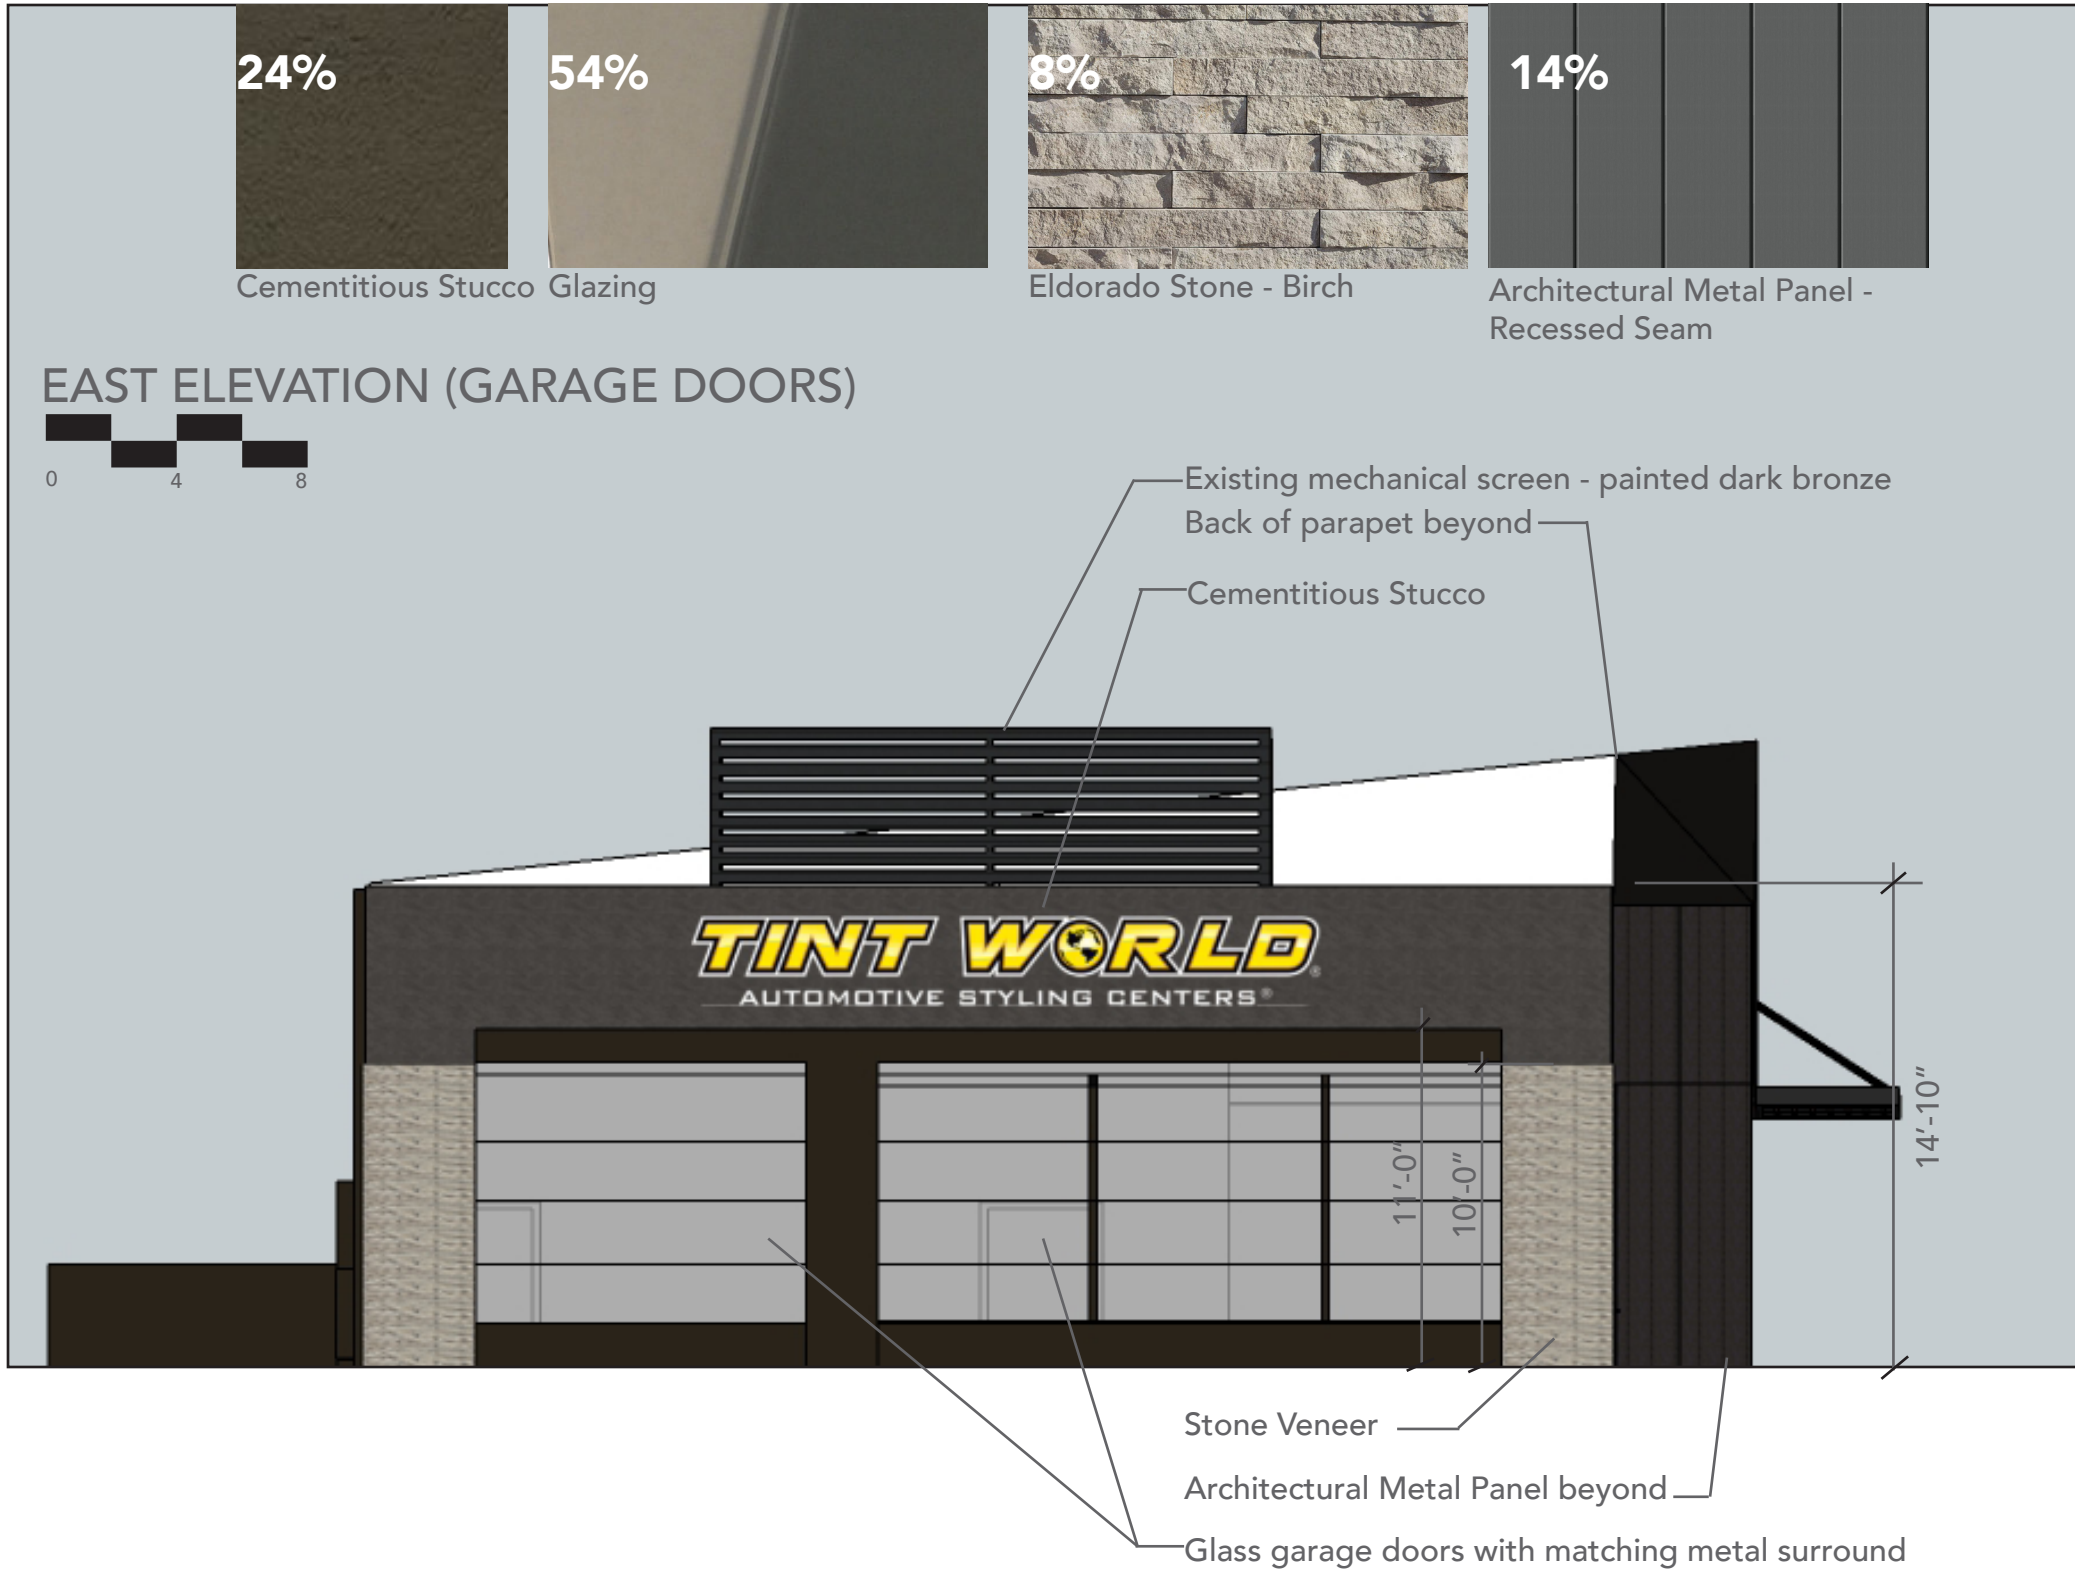 24%
54%
8%
14%
Cementitious Stucco
Glazing
Eldorado Stone - Birch
Architectural Metal Panel -
Recessed Seam
EAST ELEVATION (GARAGE DOORS)
0 4 8
Existing mechanical screen - painted dark bronze
Back of parapet beyond
Cementitious Stucco
TINT WORLD®
AUTOMOTIVE STYLING CENTERS®
11'-0"
10'-0"
14'-10"
Stone Veneer
Architectural Metal Panel beyond
Glass garage doors with matching metal surround